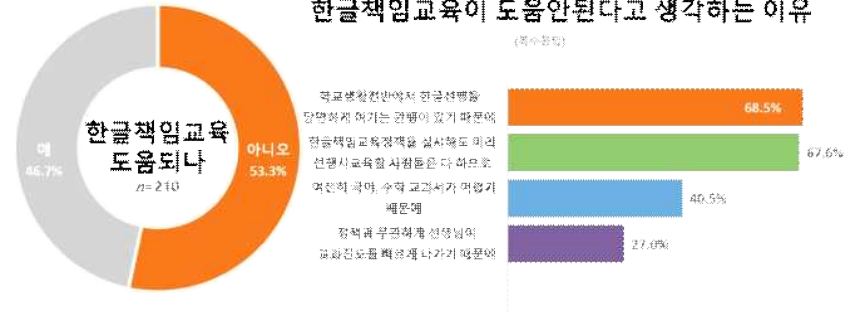 한글책임교육이 도움안된다고 생각하는 이유
(복수응답)
한글책임교육
도움되나
n=210
예
46.7%
아니오
53.3%
학교생활전반에서 한글선행을
당연하게 여기는 관행이 있기 때문에
68.5%
한글책임교육정책을 실시해도 미리
선행사교육할 사람들은 다 하므로
67.6%
여전히 국어, 수학 교과서가 어렵기
때문에
40.5%
정책과 무관하게 선생님이
교과진도를 빠르게 나가기 때문에
27.0%